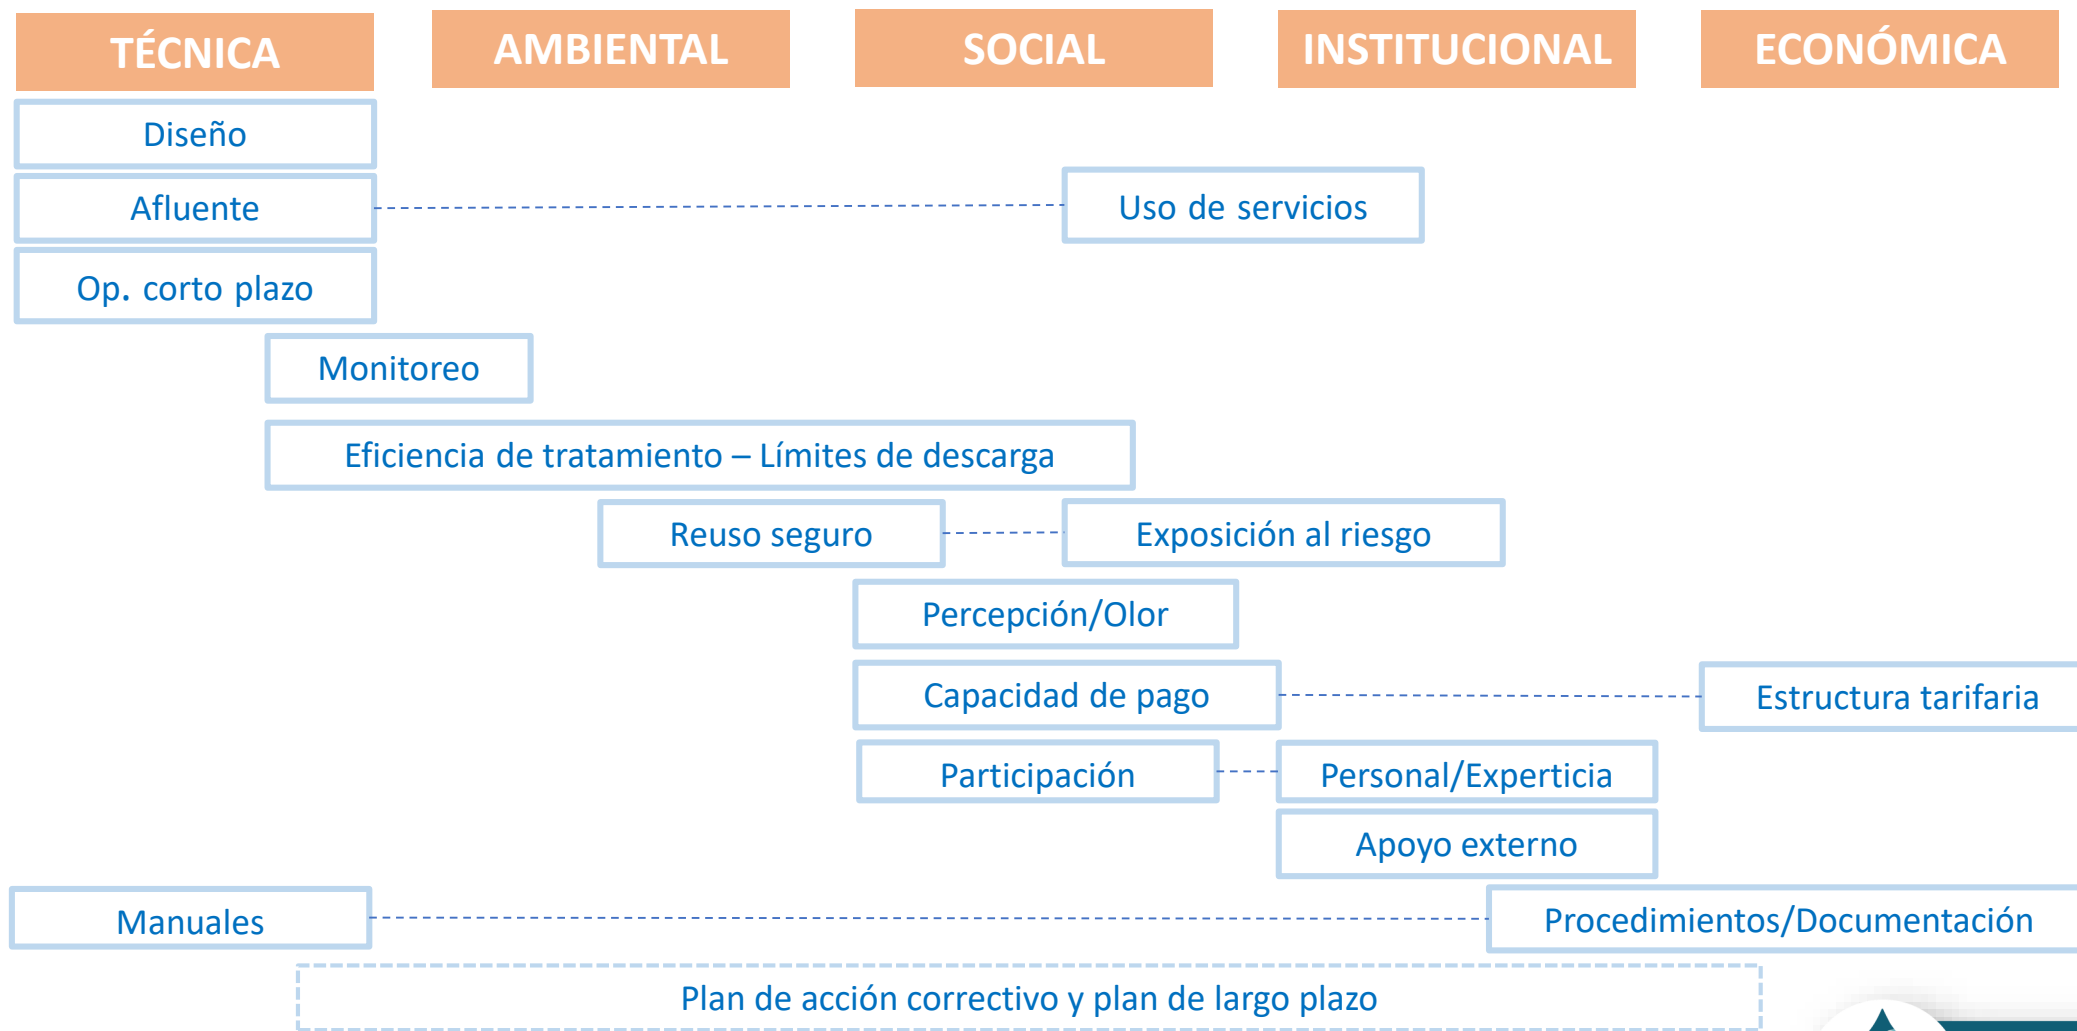 TÉCNICA
AMBIENTAL
SOCIAL
INSTITUCIONAL
ECONÓMICA
Diseño
Afluente
Uso de servicios
Op. corto plazo
Monitoreo
Eficiencia de tratamiento – Límites de descarga
Reuso seguro
Exposición al riesgo
Percepción/Olor
Capacidad de pago
Estructura tarifaria
Participación
Personal/Experticia
Apoyo externo
Manuales
Procedimientos/Documentación
Plan de acción correctivo y plan de largo plazo